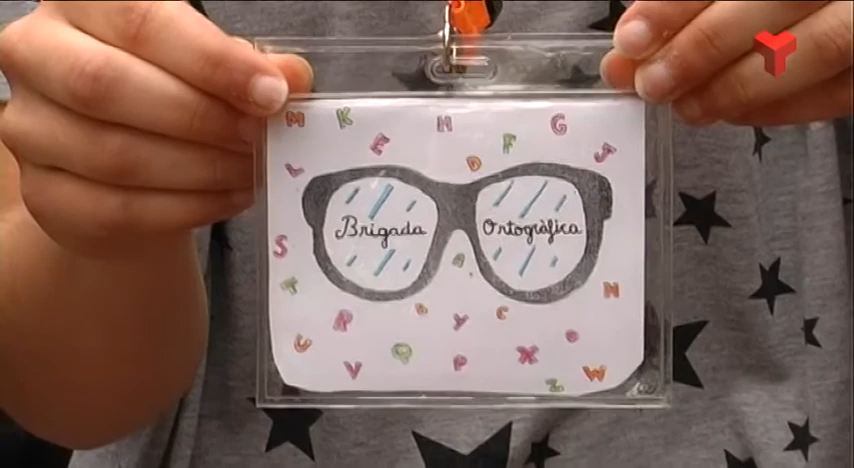 M K H F G
L E D J
Brigada Ortogràfica
S
T G N
U R D Y C D
V O P X W
Z